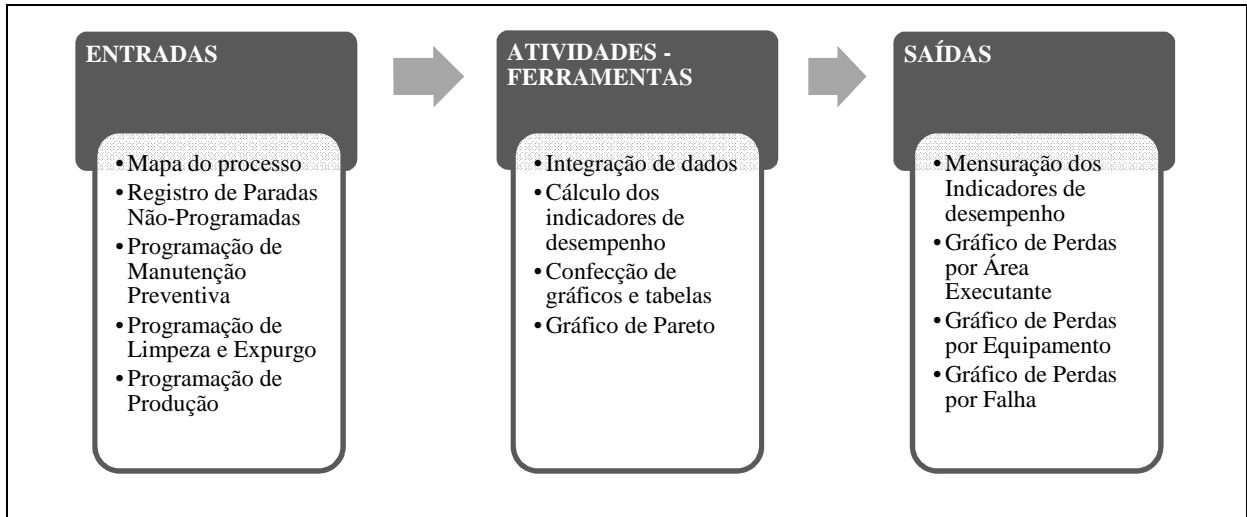 ENTRADAS
• Mapa do processo
• Registro de Paradas
Não-Programadas
• Programação de
Manutenção
Preventiva
• Programação de
Limpeza e Expurgo
• Programação de
Produção
ATIVIDADES -
FERRAMENTAS
• Integração de dados
• Cálculo dos
indicadores de
desempenho
• Confecção de
gráficos e tabelas
• Gráfico de Pareto
SAÍDAS
• Mensuração dos
Indicadores de
desempenho
• Gráfico de Perdas
por Área
Executante
• Gráfico de Perdas
por Equipamento
• Gráfico de Perdas
por Falha